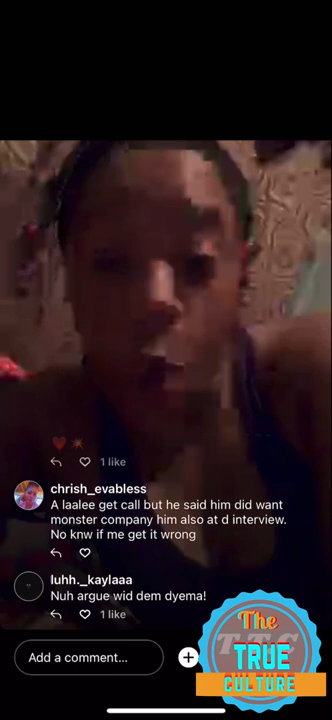 1 like
chrish_evabless
A laalee get call but he said him did want
monster company him also at d interview.
No knw if me get it wrong
luhh._kaylaaa
Nuh argue wid dem dyema!
1 like
Add a comment...
The
T.T.C
TRUE
CULTURE